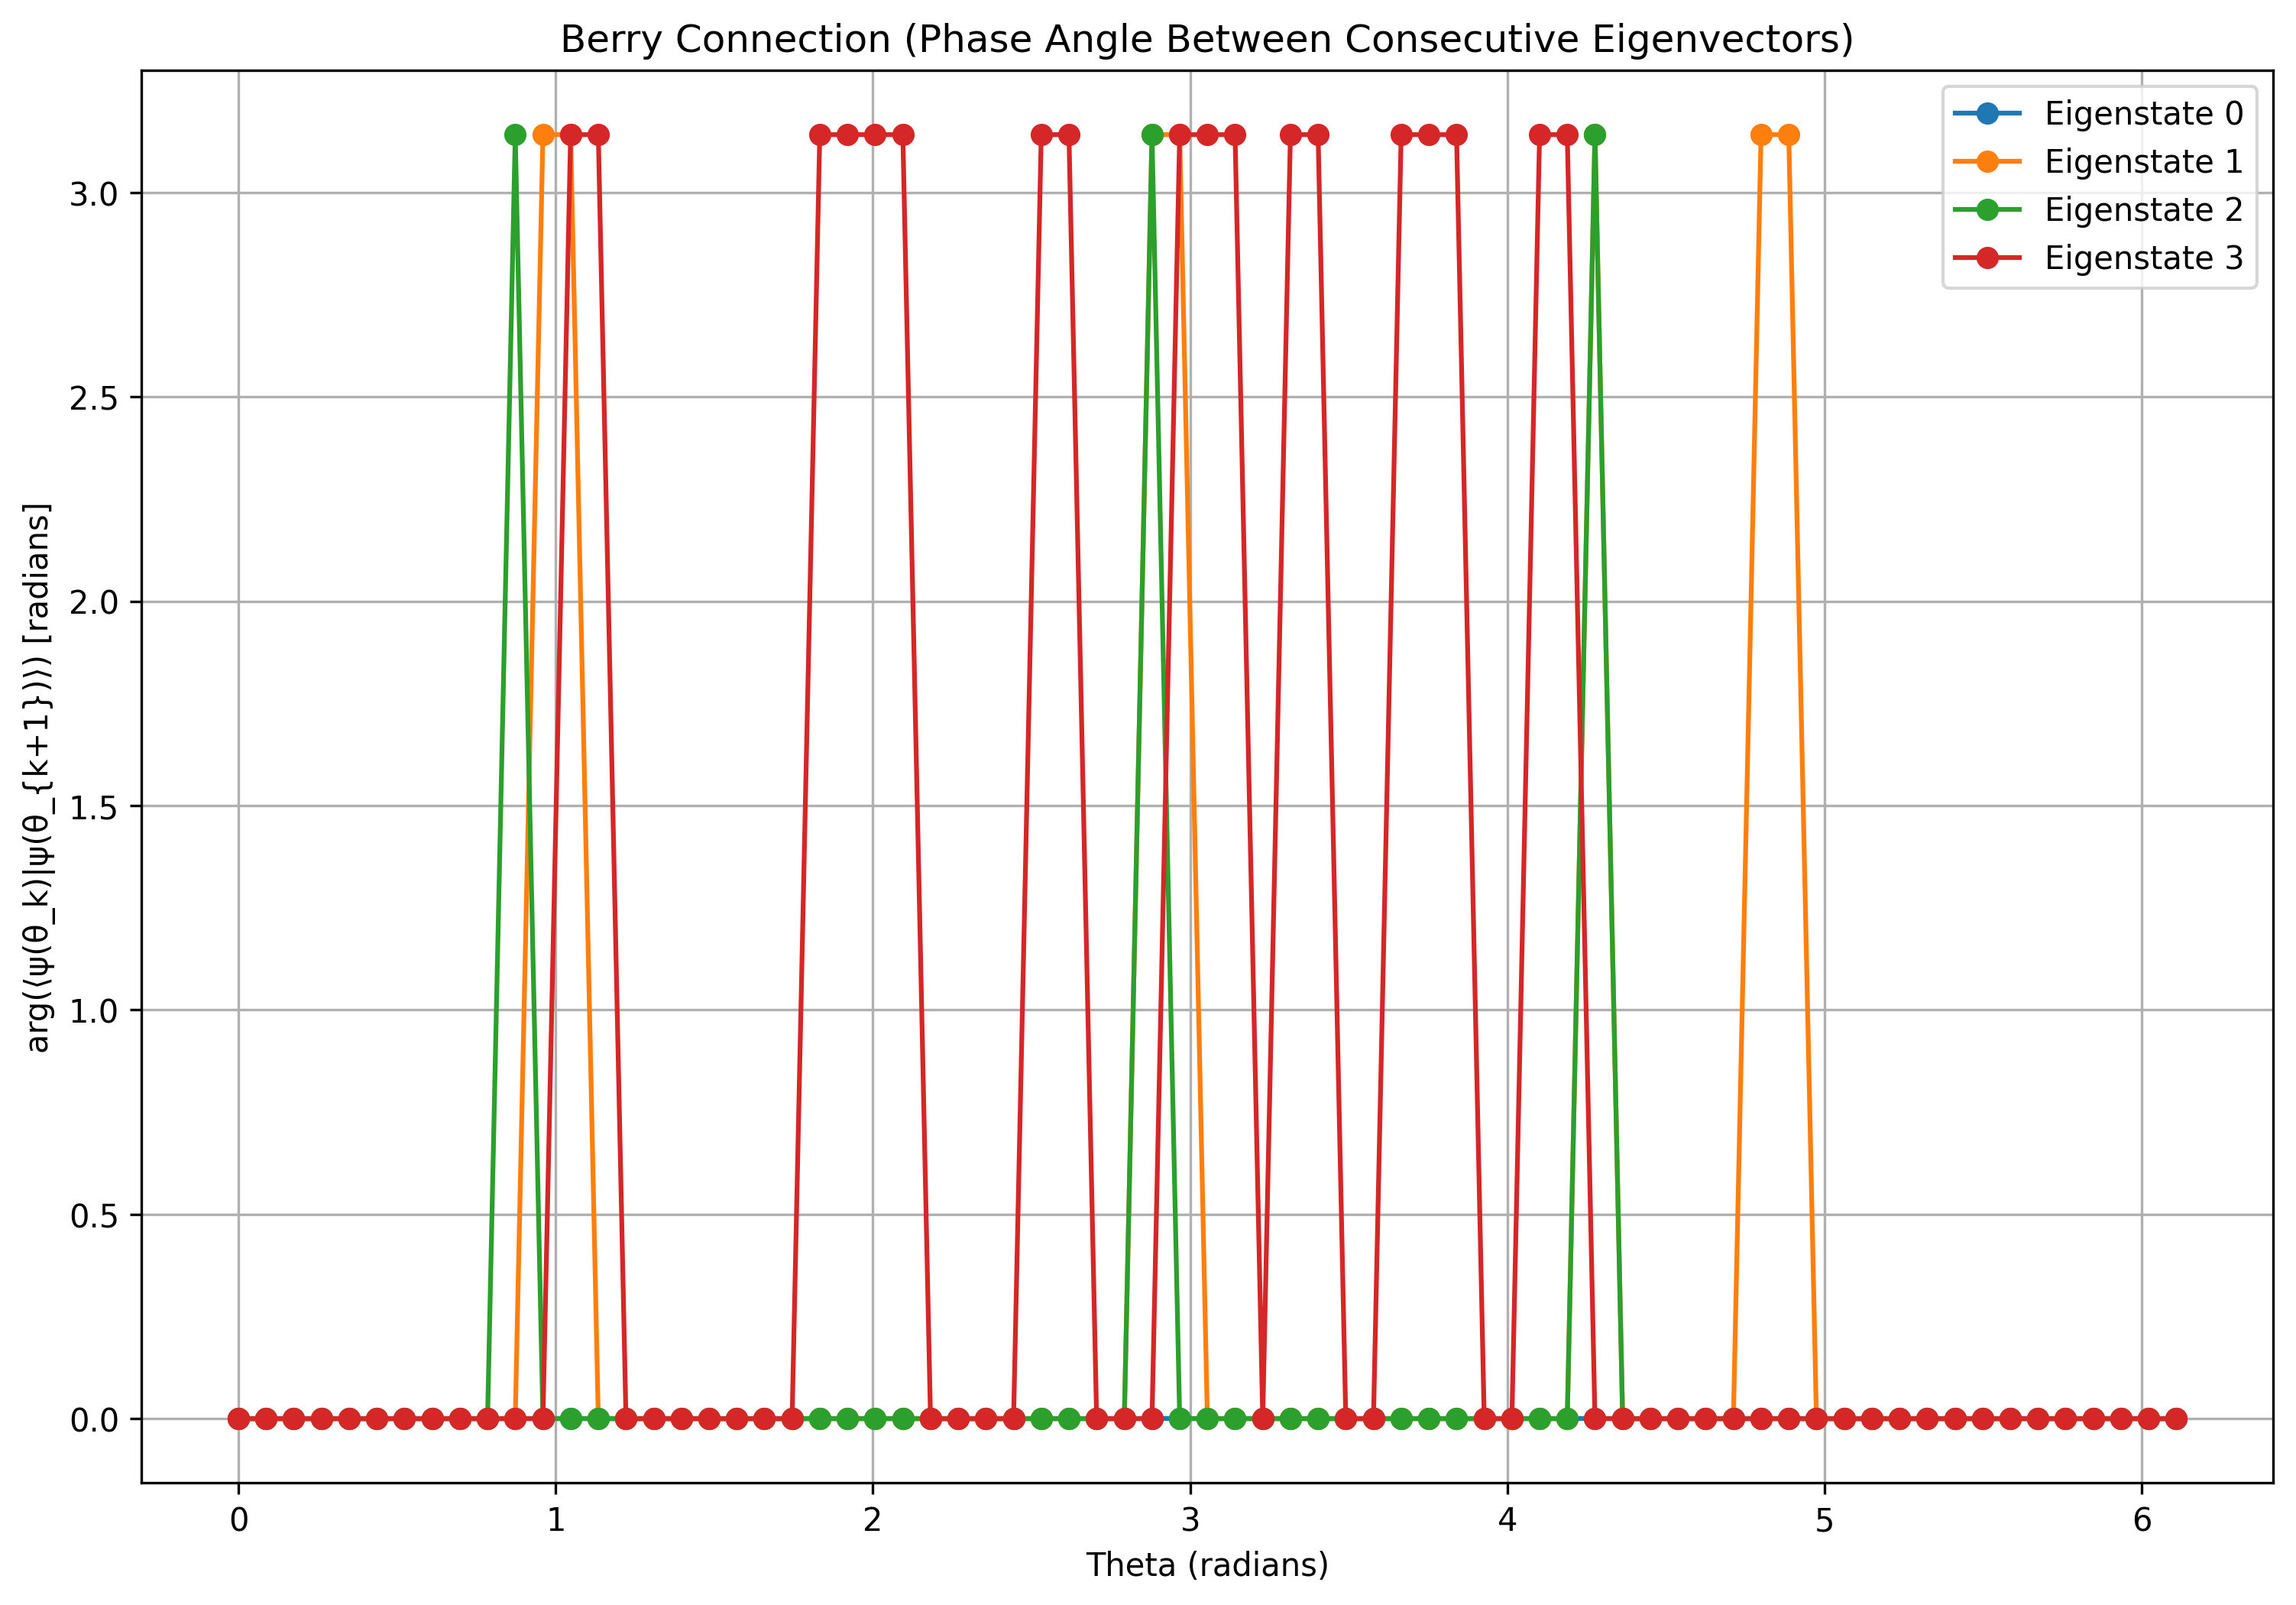 Berry Connection (Phase Angle Between Consecutive Eigenvectors)
Eigenstate 0
Eigenstate 1
Eigenstate 2
Eigenstate 3
arg(⟨ψ(θ_k)|ψ(θ_{k+1})⟩) [radians]
3.0
2.5
2.0
1.5
1.0
0.5
0.0
0 1 2 3 4 5 6
Theta (radians)